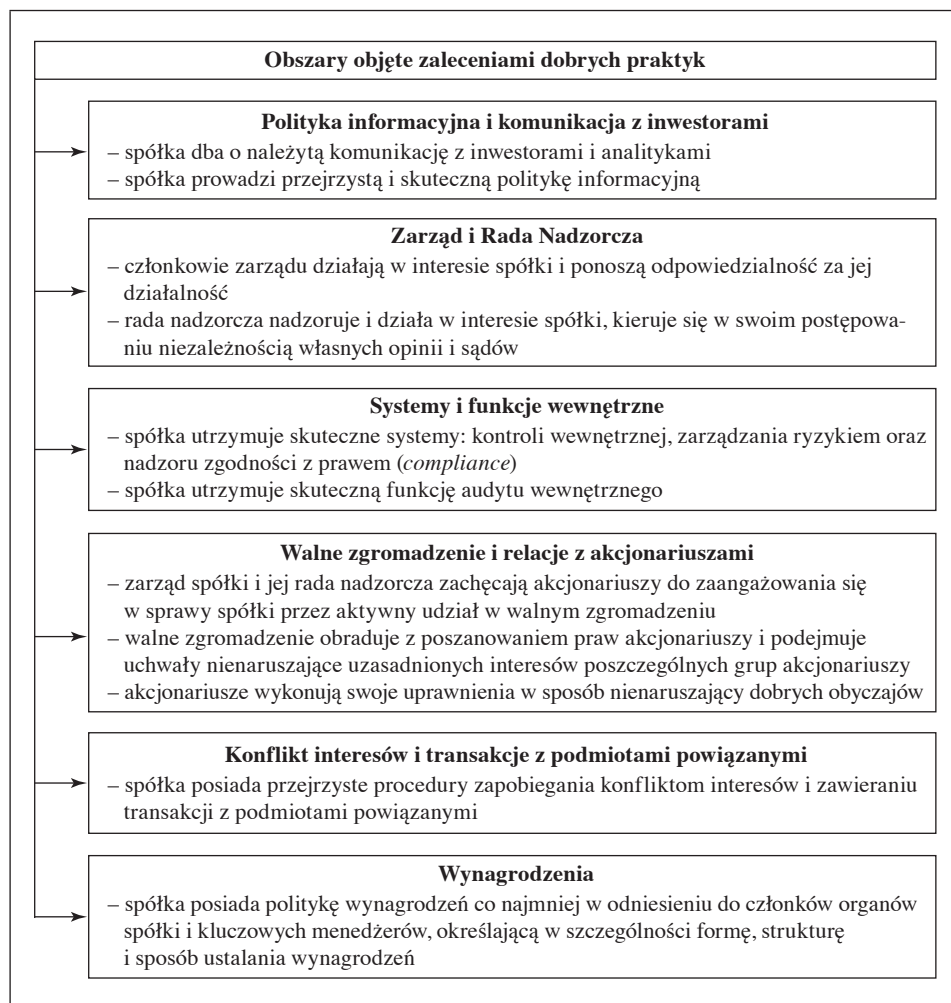 Obszary objęte zaleceniami dobrych praktyk
Polityka informacyjna i komunikacja z inwestorami
– spółka dba o należytą komunikację z inwestorami i analitykami
– spółka prowadzi przejrzystą i skuteczną politykę informacyjną
Zarząd i Rada Nadzorcza
– członkowie zarządu działają w interesie spółki i ponoszą odpowiedzialność za jej
działalność
– rada nadzorcza nadzoruje i działa w interesie spółki, kieruje się w swoim postępowa-
niu niezależnością własnych opinii i sądów
Systemy i funkcje wewnętrzne
– spółka utrzymuje skuteczne systemy: kontroli wewnętrznej, zarządzania ryzykiem oraz
nadzoru zgodności z prawem (compliance)
– spółka utrzymuje skuteczną funkcję audytu wewnętrznego
Walne zgromadzenie i relacje z akcjonariuszami
– zarząd spółki i jej rada nadzorcza zachęcają akcjonariuszy do zaangażowania się
w sprawy spółki przez aktywny udział w walnym zgromadzeniu
– walne zgromadzenie obraduje z poszanowaniem praw akcjonariuszy i podejmuje
uchwały nienaruszające uzasadnionych interesów poszczególnych grup akcjonariuszy
– akcjonariusze wykonują swoje uprawnienia w sposób nienaruszający dobrych obyczajów
Konflikt interesów i transakcje z podmiotami powiązanymi
– spółka posiada przejrzyste procedury zapobiegania konfliktom interesów i zawieraniu
transakcji z podmiotami powiązanymi
Wynagrodzenia
– spółka posiada politykę wynagrodzeń co najmniej w odniesieniu do członków organów
spółki i kluczowych menedżerów, określającą w szczególności formę, strukturę
i sposób ustalania wynagrodzeń